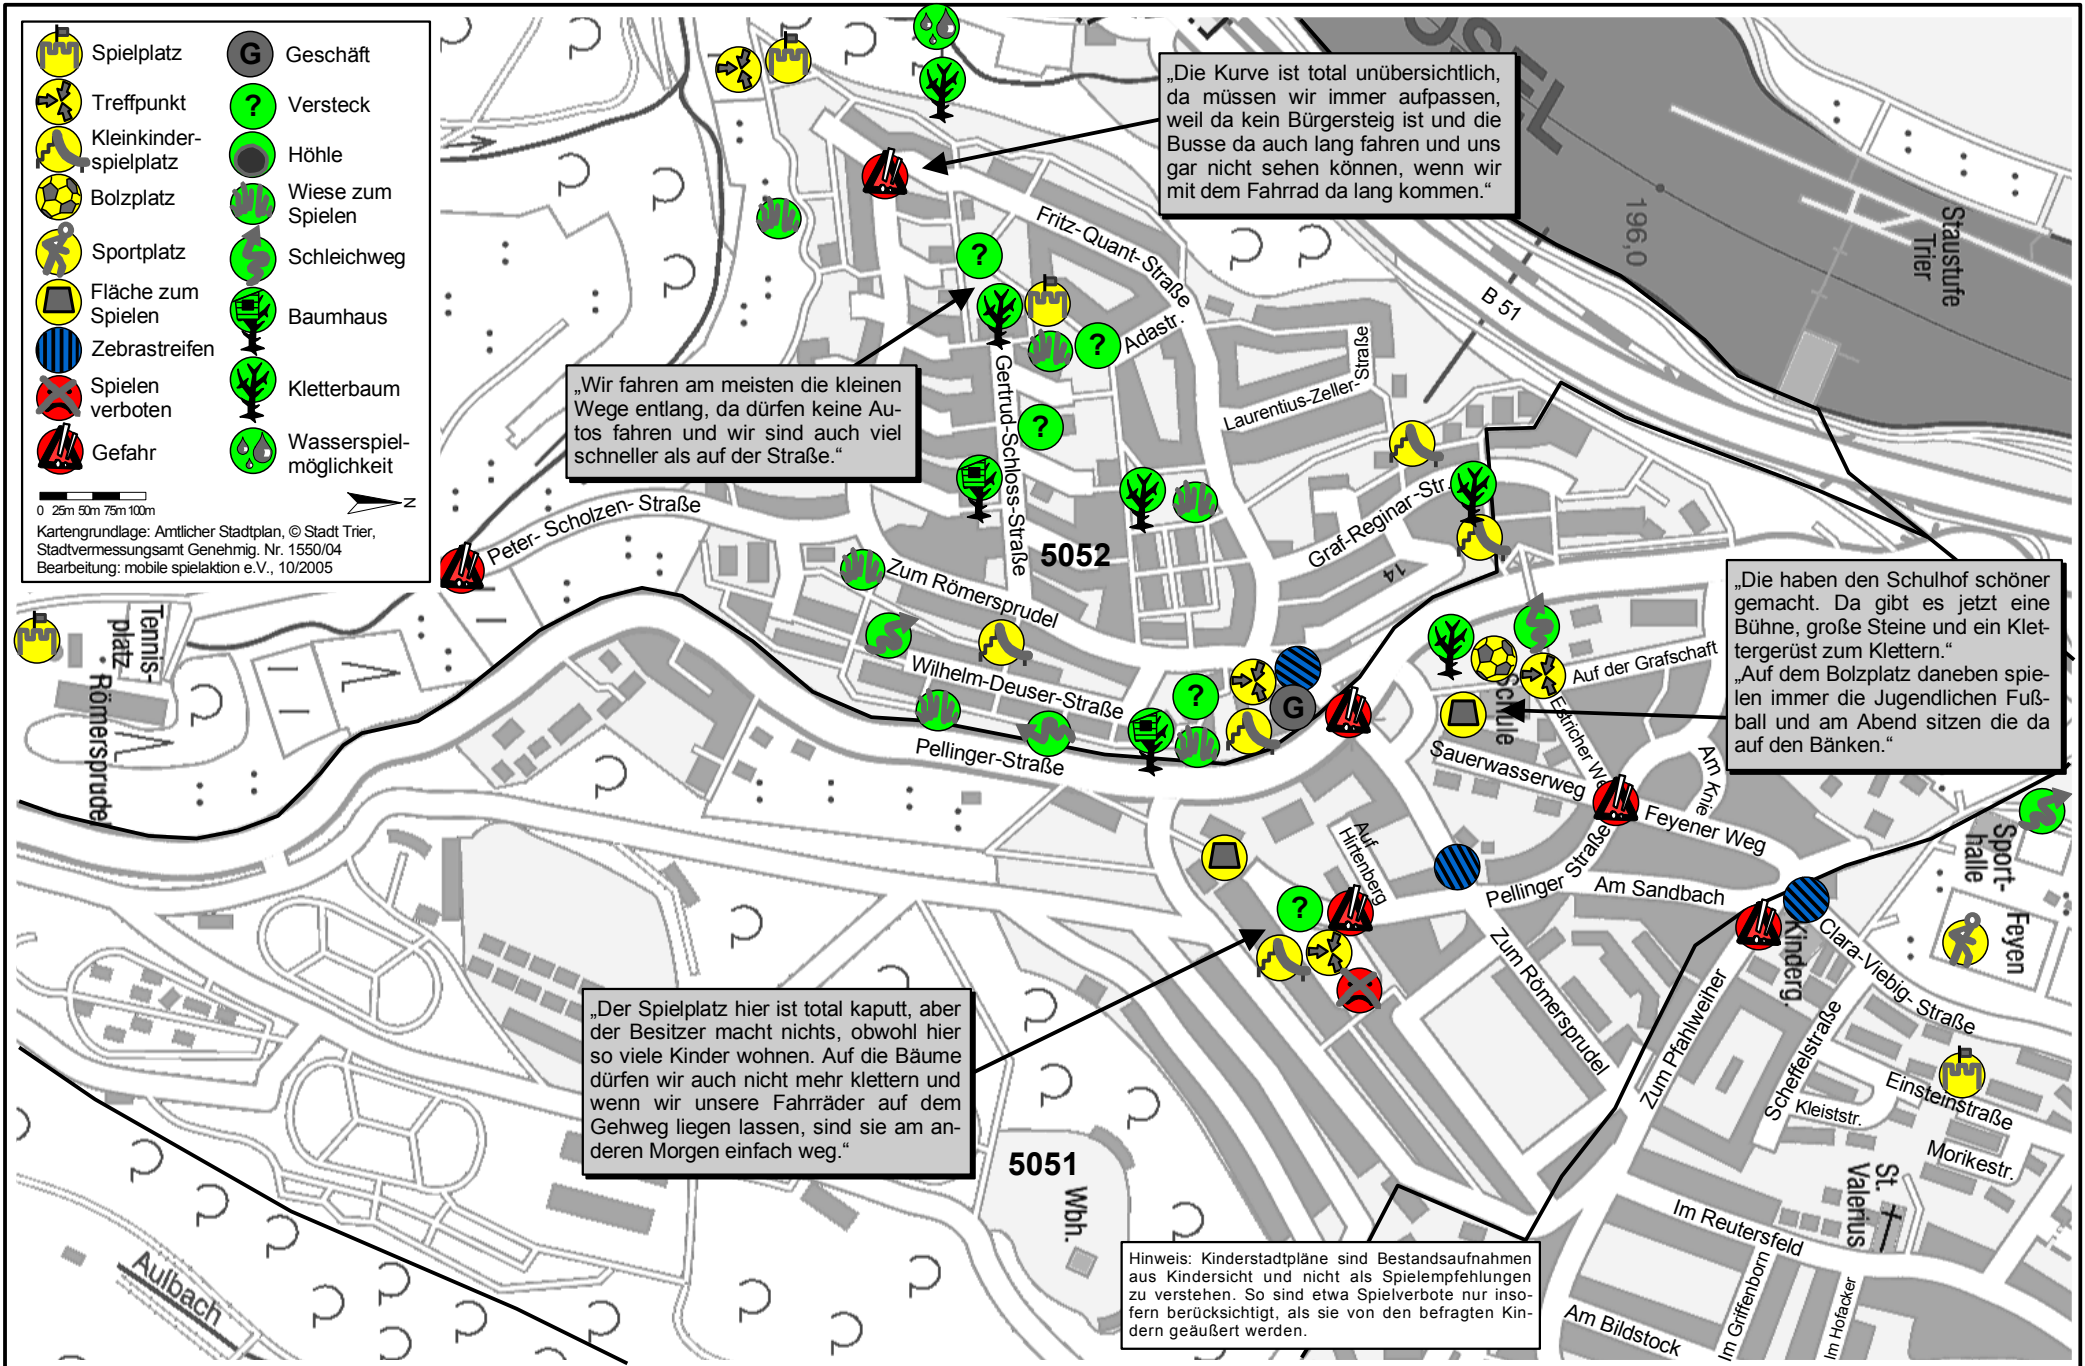 Spielplatz
Treffpunkt
Kleinkinder-
spielplatz
Bolzplatz
Sportplatz
Fläche zum
Spielen
Zebrastreifen
Spielen
verboten
Gefahr
G
Geschäft
?
Versteck
Höhle
Wiese zum
Spielen
Schleichweg
Baumhaus
Kletterbaum
Wasserspiel-
möglichkeit
0 25m 50m 75m 100m
N
Kartengrundlage: Amtlicher Stadtplan, © Stadt Trier,
Stadtvermessungsamt Genehmig. Nr. 1550/04
Bearbeitung: mobile spielaktion e.V., 10/2005
„Die Kurve ist total unübersichtlich,
da müssen wir immer aufpassen,
weil da kein Bürgersteig ist und die
Busse da auch lang fahren und uns
gar nicht sehen können, wenn wir
mit dem Fahrrad da lang kommen.“
OSEL
196,0
Staustufe
Trier
B 51
Fritz-Quant-Straße
?
Adastr.
?
Laurentius-Zeller-Straße
„Wir fahren am meisten die kleinen
Wege entlang, da dürfen keine Au-
tos fahren und wir sind auch viel
schneller als auf der Straße.“
Gertrud-Schloss-Straße
?
Graf-Reginar-Str.
14
Peter- Scholzen- Straße
5052
Zum Römersprudel
Wilhelm-Deuser-Straße
Pellinger-Straße
?
G
Tennis-
platz
Römersprudel
Auf der Grafschaft
Schule
Estricher We
Sauerwasserweg
Am Knie
Feyener Weg
„Die haben den Schulhof schöner
gemacht. Da gibt es jetzt eine
Bühne, große Steine und ein Klet-
tergerüst zum Klettern.“
„Auf dem Bolzplatz daneben spie-
len immer die Jugendlichen Fuß-
ball und am Abend sitzen die da
auf den Bänken.“
Auf
Hirtenberg
Pellinger Straße
Am Sandbach
?
Sport-
halle
Feyen
Kinderg.
Clara-Viebig- Straße
Zum Römersprudel
Zum Pfahlweiher
Scheffelstraße
Einsteinstraße
Kleiststr.
Morikestr.
St.
Valerius
„Der Spielplatz hier ist total kaputt, aber
der Besitzer macht nichts, obwohl hier
so viele Kinder wohnen. Auf die Bäume
dürfen wir auch nicht mehr klettern und
wenn wir unsere Fahrräder auf dem
Gehweg liegen lassen, sind sie am an-
deren Morgen einfach weg.“
5051
Wbh.
Aulbach
Im Reutersfeld
Im Griffenborn
Im Hofacker
Am Bildstock
Hinweis: Kinderstadtpläne sind Bestandsaufnahmen
aus Kindersicht und nicht als Spielempfehlungen
zu verstehen. So sind etwa Spielverbote nur inso-
fern berücksichtigt, als sie von den befragten Kin-
dern geäußert werden.